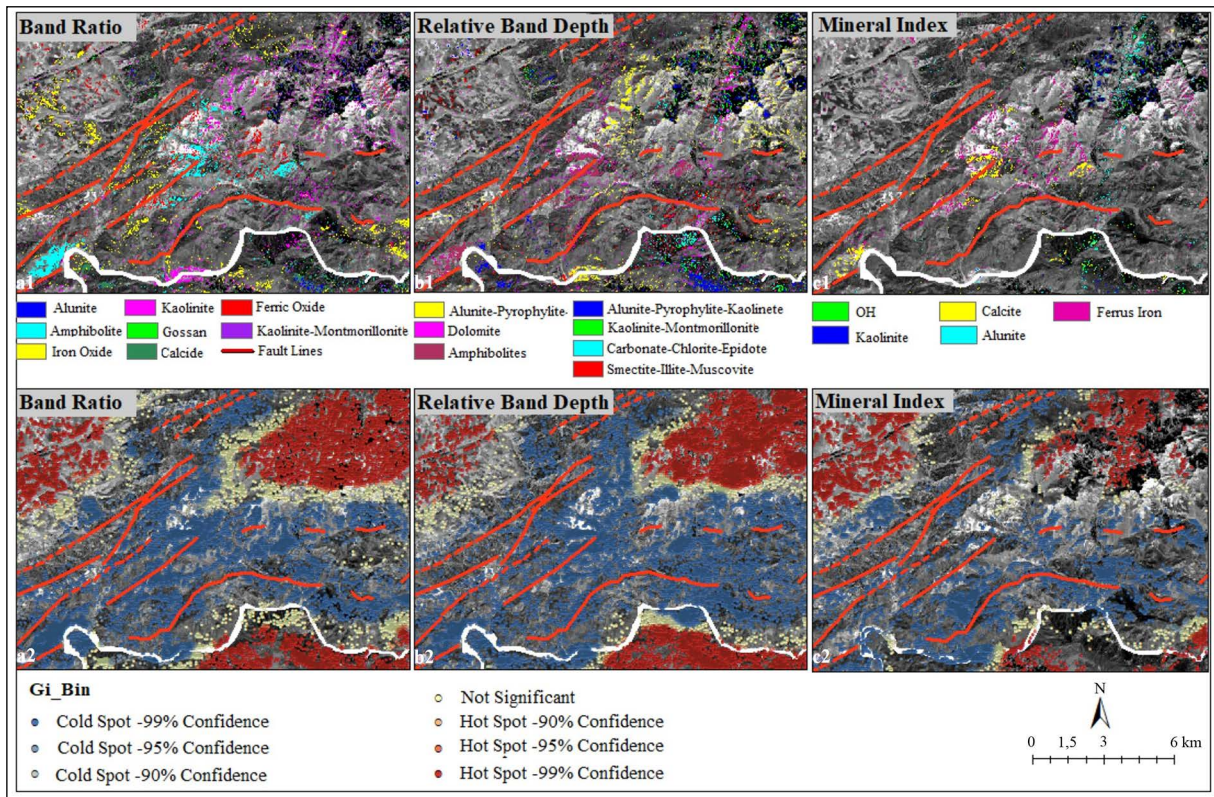 Band Ratio
Relative Band Depth
Mineral Index
a1
b1
c1
Alunite
Kaolinite
Ferric Oxide
Amphibolite
Gossan
Kaolinite-Montmorillonite
Iron Oxide
Calcide
Fault Lines
Alunite-Pyrophylite-
Alunite-Pyrophylite-Kaolinete
Dolomite
Kaolinite-Montmorillonite
Amphibolites
Carbonate-Chlorite-Epidote
Smectite-Illite-Muscovite
OH
Calcite
Ferrus Iron
Kaolinite
Alunite
Band Ratio
Relative Band Depth
Mineral Index
a2
b2
c2
Gi_Bin
Cold Spot -99% Confidence
Cold Spot -95% Confidence
Cold Spot -90% Confidence
Not Significant
Hot Spot -90% Confidence
Hot Spot -95% Confidence
Hot Spot -99% Confidence
N
0 1,5 3 6 km